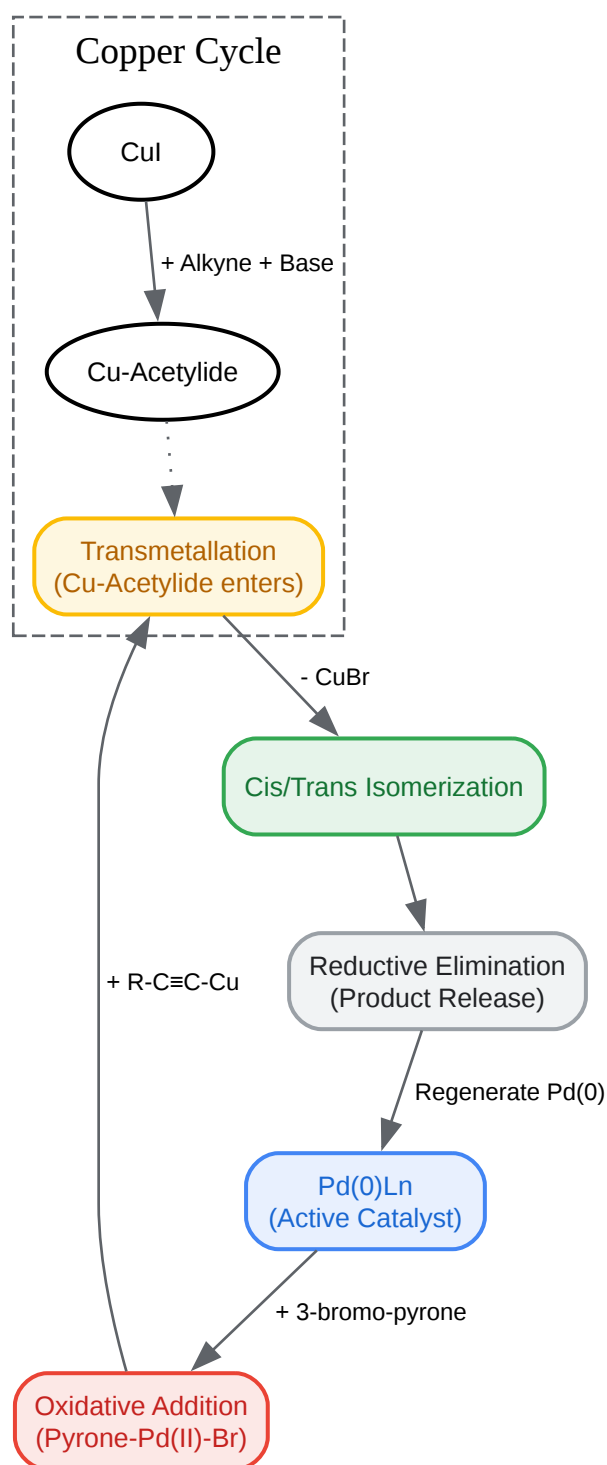 Copper Cycle
CuI
+ Alkyne + Base
Cu-Acetylide
Transmetallation
(Cu-Acetylide enters)
- CuBr
Cis/Trans Isomerization
Reductive Elimination
(Product Release)
+ R-C≡C-Cu
Regenerate Pd(0)
Pd(0)Ln
(Active Catalyst)
+ 3-bromo-pyrone
Oxidative Addition
(Pyrone-Pd(II)-Br)